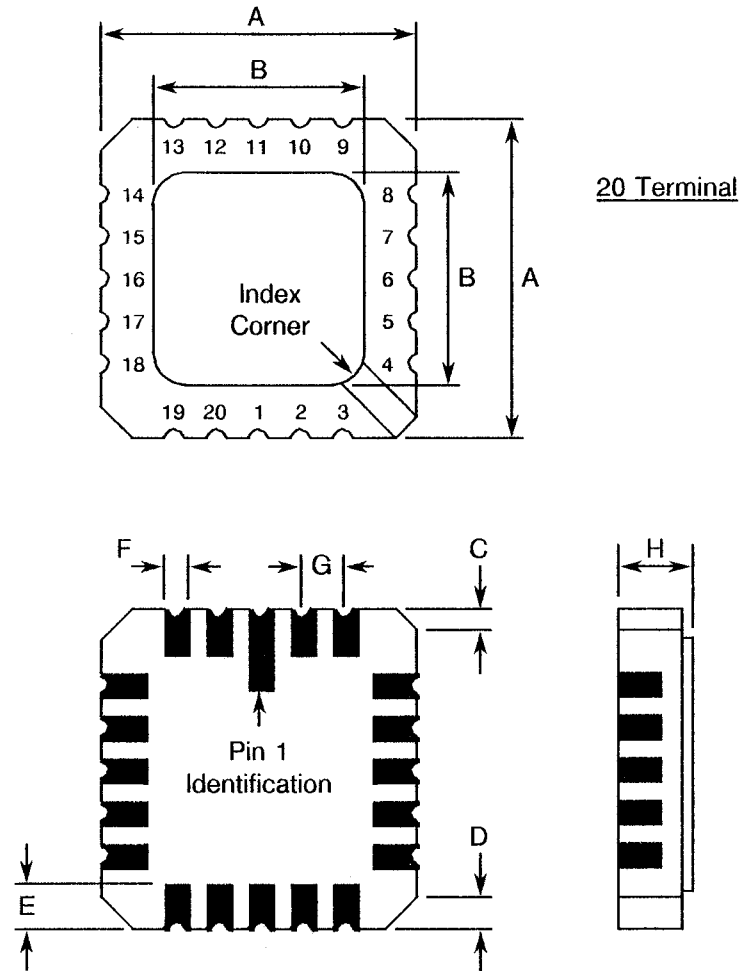 A
B
13 12 11 10 9
20 Terminal
14 8
15 7
16 6
B A
Index
Corner
17 5
18 4
19 20 1 2 3
F G C H
Pin 1
Identification
D
E